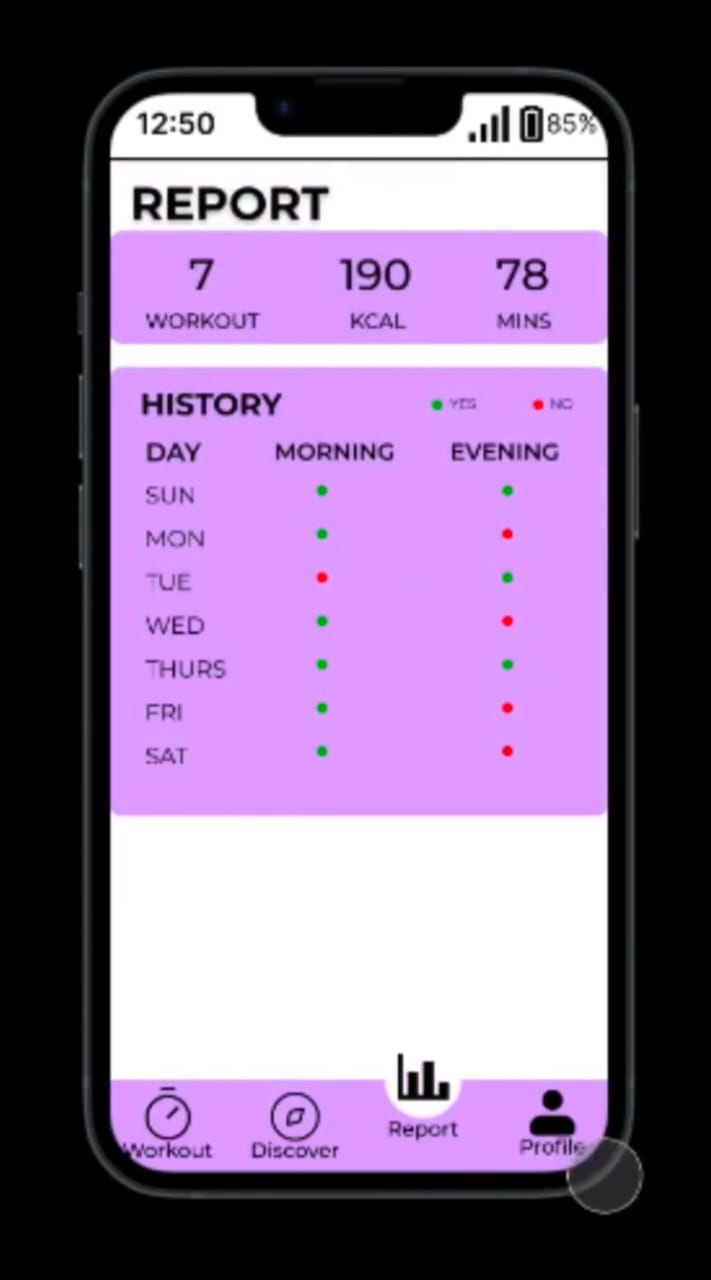 12:50 85%
REPORT
7 190 78
WORKOUT KCAL MINS
HISTORY YES NO
DAY MORNING EVENING
SUN
MON
TUE
WED
THURS
FRI
SAT
Workout Discover Report Profile